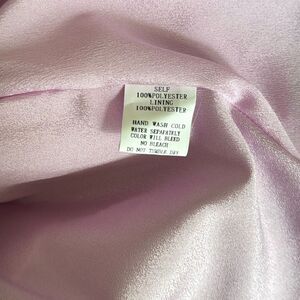 SELF
100%POLYESTER
LINING
100%POLYESTER
HAND WASH COLD
WATER SEPARATELY
COLOR WILL BLEED
NO BLEACH
DO NOT TUMBLE DRY